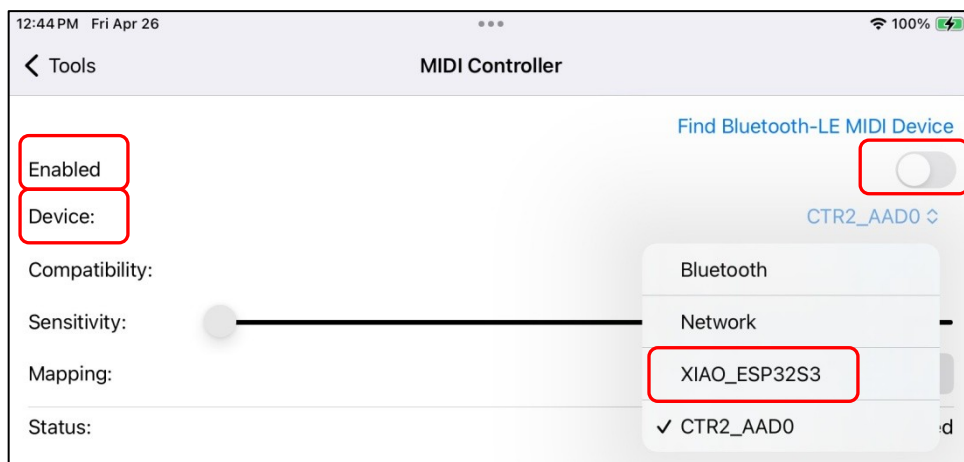 12:44 PM Fri Apr 26 100%
Tools MIDI Controller
Find Bluetooth-LE MIDI Device
Enabled
Device: CTR2_AAD0
Compatibility: Bluetooth
Sensitivity: Network
Mapping: XIAO_ESP32S3
Status: ✓ CTR2_AAD0